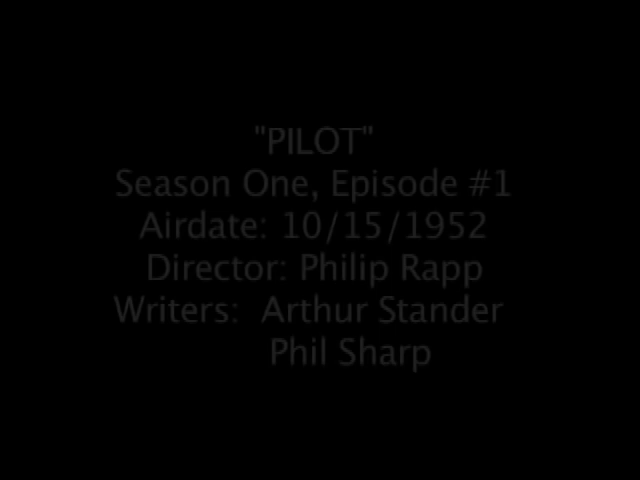 "PILOT"
Season One, Episode #1
Airdate: 10/15/1952
Director: Philip Rapp
Writers: Arthur Stander
Phil Sharp